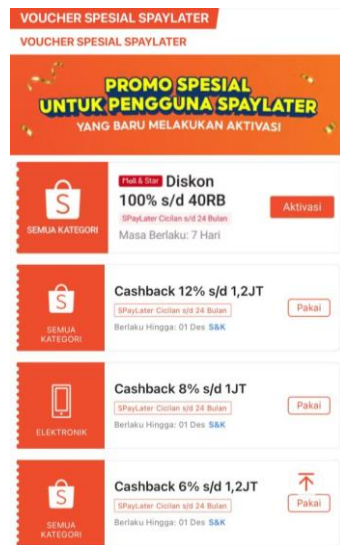 VOUCHER SPESIAL SPAYLATER
VOUCHER SPESIAL SPAYLATER
PROMO SPESIAL
UNTUK PENGGUNA SPAYLATER
YANG BARU MELAKUKAN AKTIVASI
S
SEMUA KATEGORI
Mall & Star Diskon
100% s/d 40RB
SPayLater Cicilan s/d 24 Bulan
Masa Berlaku: 7 Hari
Aktivasi
S
SEMUA
KATEGORI
Cashback 12% s/d 1,2JT
SPayLater Cicilan s/d 24 Bulan
Berlaku Hingga: 01 Des S&K
Pakai
ELEKTRONIK
Cashback 8% s/d 1JT
SPayLater Cicilan s/d 24 Bulan
Berlaku Hingga: 01 Des S&K
Pakai
S
SEMUA
KATEGORI
Cashback 6% s/d 1,2JT
SPayLater Cicilan s/d 24 Bulan
Berlaku Hingga: 01 Des S&K
Pakai